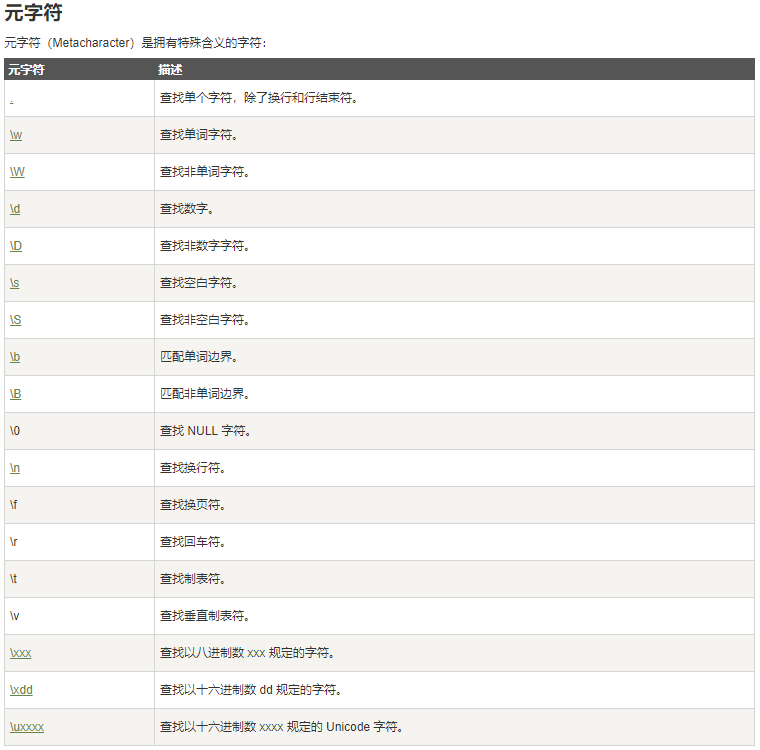 元字符
元字符（Metacharacter）是拥有特殊含义的字符：
元字符 描述
. 查找单个字符，除了换行和行结束符。
\w 查找单词字符。
\W 查找非单词字符。
\d 查找数字。
\D 查找非数字字符。
\s 查找空白字符。
\S 查找非空白字符。
\b 匹配单词边界。
\B 匹配非单词边界。
\0 查找 NULL 字符。
\n 查找换行符。
\f 查找换页符。
\r 查找回车符。
\t 查找制表符。
\v 查找垂直制表符。
\xxx 查找以八进制数 xxx 规定的字符。
\xdd 查找以十六进制数 dd 规定的字符。
\uxxxx 查找以十六进制数 xxxx 规定的 Unicode 字符。